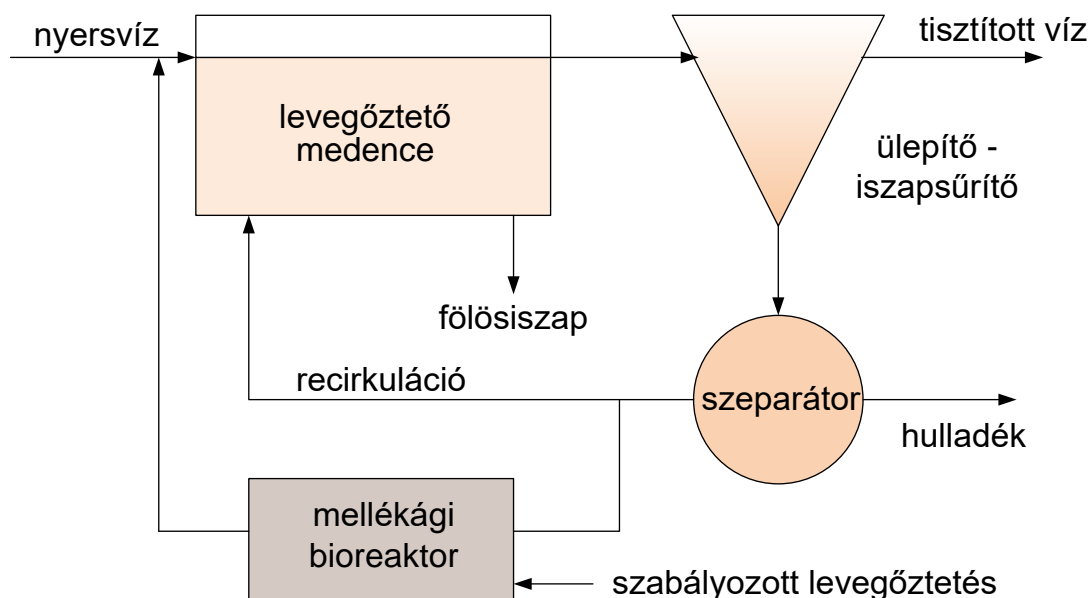 nyersvíz
tisztított víz
levegőztető
medence
ülepítő -
iszapsűrítő
fölösiszap
recirkuláció
szeparátor
hulladék
mellékági
bioreaktor
szabályozott levegőztetés